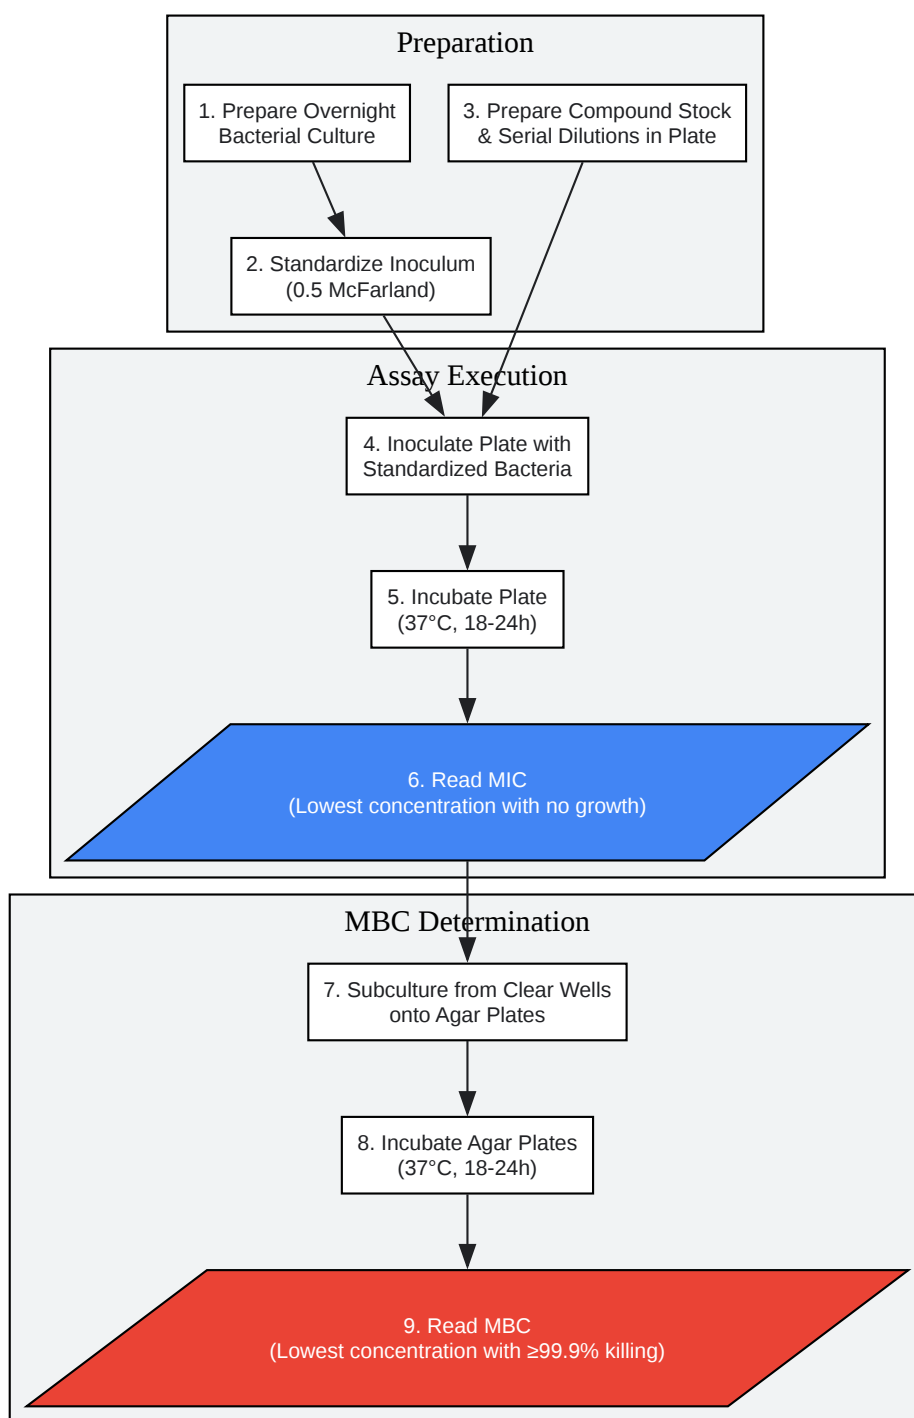 Preparation
1. Prepare Overnight
Bacterial Culture
3. Prepare Compound Stock
& Serial Dilutions in Plate
2. Standardize Inoculum
(0.5 McFarland)
Assay Execution
4. Inoculate Plate with
Standardized Bacteria
5. Incubate Plate
(37°C, 18-24h)
6. Read MIC
(Lowest concentration with no growth)
MBC Determination
7. Subculture from Clear Wells
onto Agar Plates
8. Incubate Agar Plates
(37°C, 18-24h)
9. Read MBC
(Lowest concentration with ≥99.9% killing)